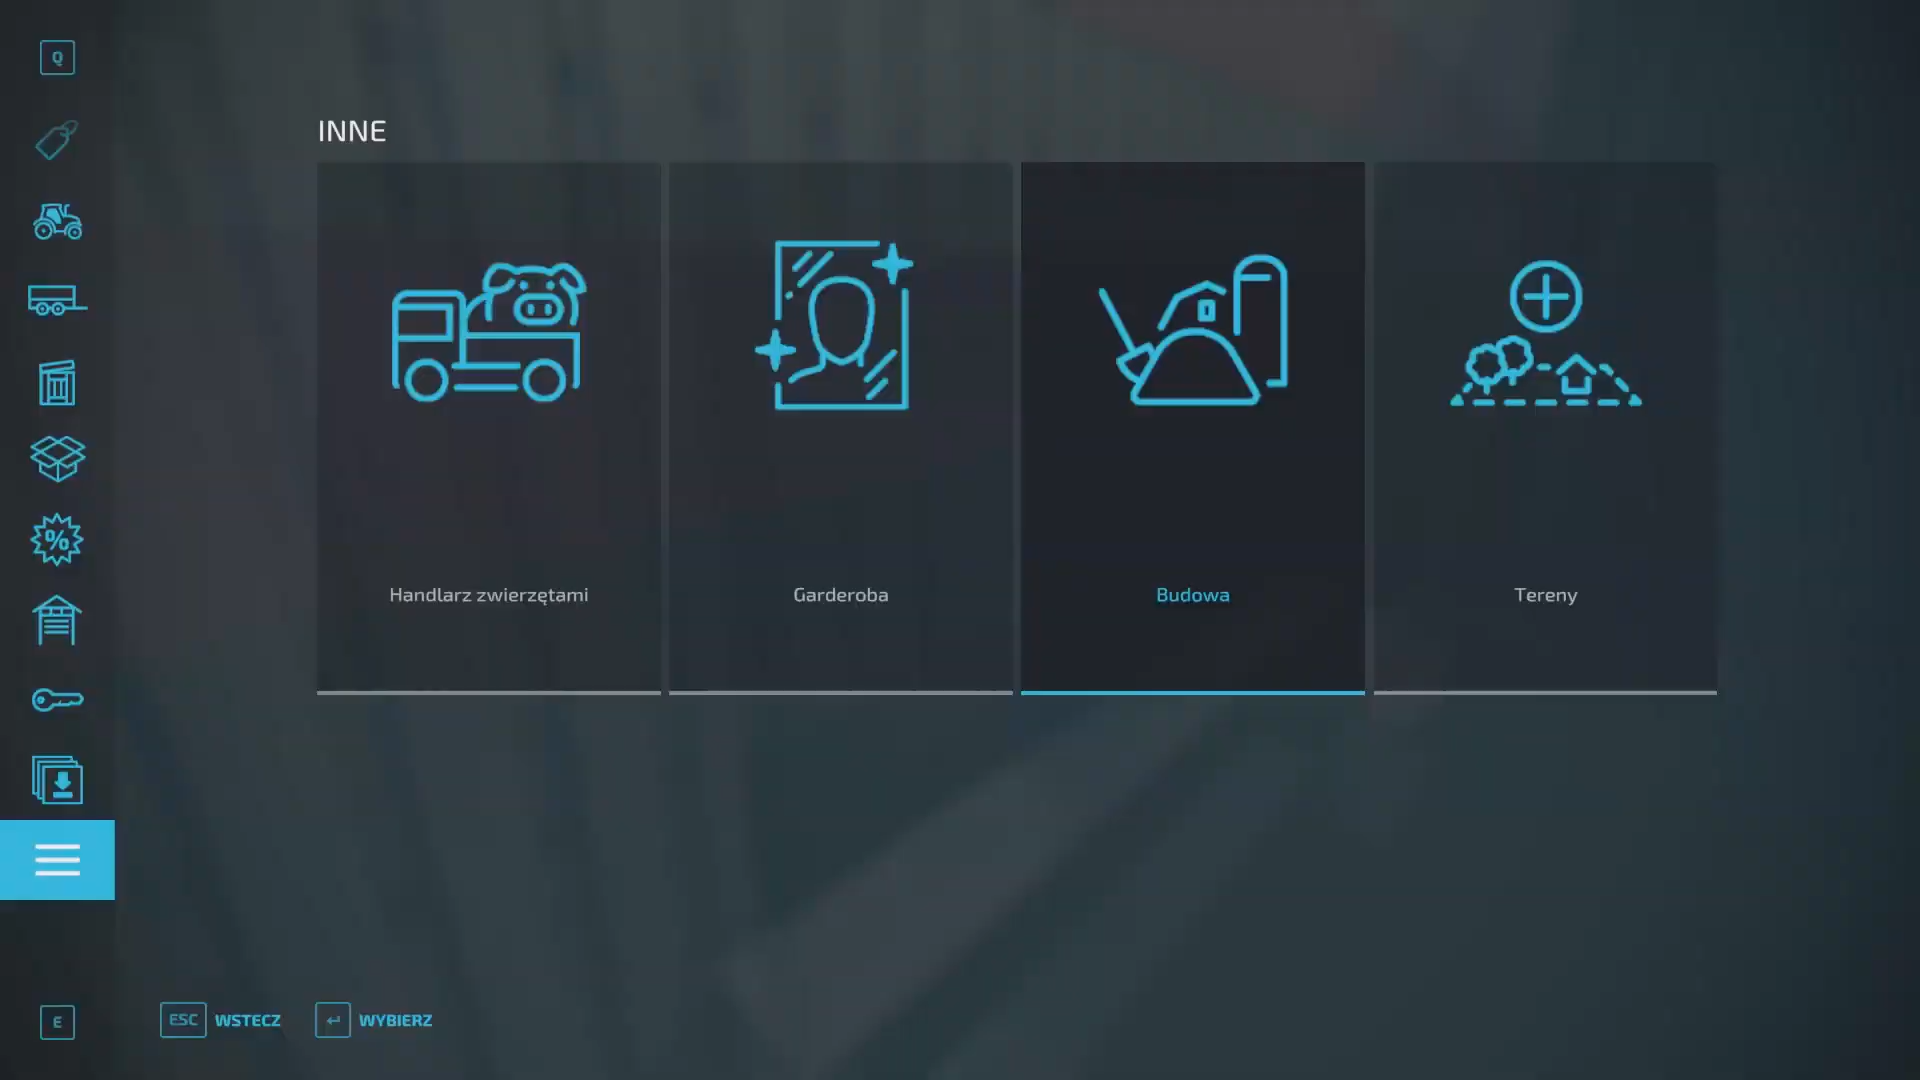 Q
INNE
%
Handlarz zwierzętami
Garderoba
Budowa
Tereny
E
ESC WSTECZ
WYBIERZ